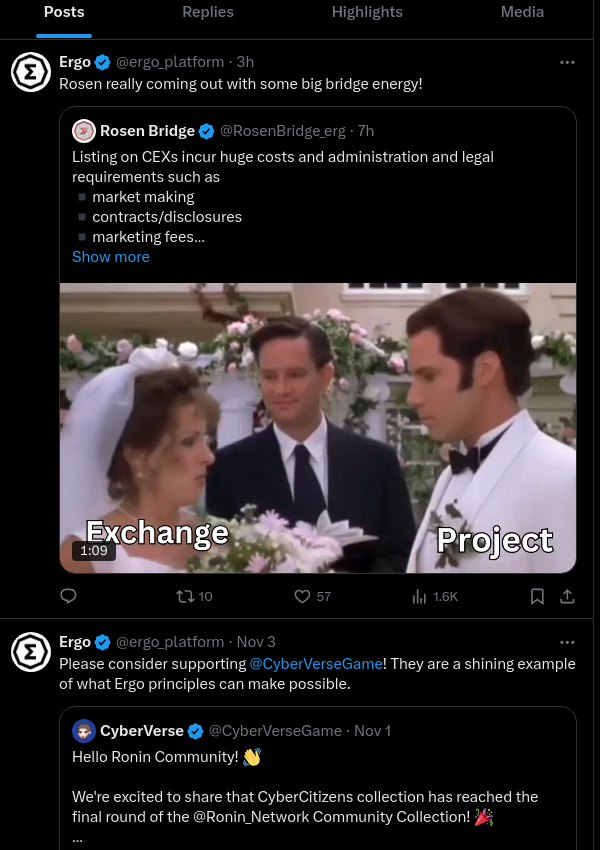 Posts Replies Highlights Media
Ergo @ergo_platform · 3h
Rosen really coming out with some big bridge energy!
Rosen Bridge @RosenBridge_erg · 7h
Listing on CEXs incur huge costs and administration and legal
requirements such as
◾ market making
◾ contracts/disclosures
◾ marketing fees...
Show more
Exchange
Project
1:09
10 57 1.6K
Ergo @ergo_platform · Nov 3
Please consider supporting @CyberVerseGame! They are a shining example
of what Ergo principles can make possible.
CyberVerse @CyberVerseGame · Nov 1
Hello Ronin Community! 👋
We're excited to share that CyberCitizens collection has reached the
final round of the @Ronin_Network Community Collection! 🎉
...